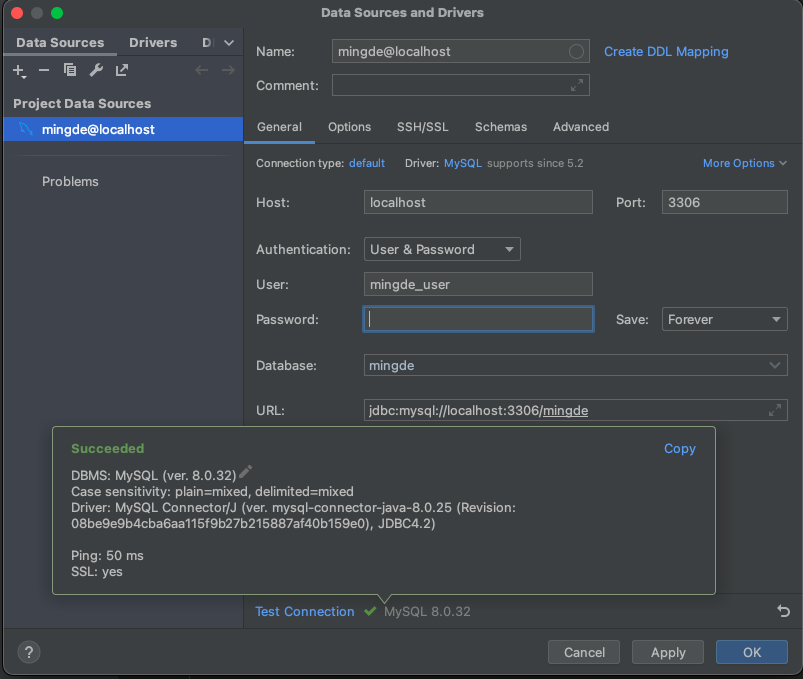 Data Sources and Drivers
Data Sources Drivers D
Project Data Sources
mingde@localhost
Problems
Name: mingde@localhost Create DDL Mapping
Comment:
General Options SSH/SSL Schemas Advanced
Connection type: default Driver: MySQL supports since 5.2 More Options
Host: localhost Port: 3306
Authentication: User & Password
User: mingde_user
Password: Save: Forever
Database: mingde
URL: jdbc:mysql://localhost:3306/mingde
Succeeded Copy
DBMS: MySQL (ver. 8.0.32)
Case sensitivity: plain=mixed, delimited=mixed
Driver: MySQL Connector/J (ver. mysql-connector-java-8.0.25 (Revision:
08be9e9b4cba6aa115f9b27b215887af40b159e0), JDBC4.2)
Ping: 50 ms
SSL: yes
Test Connection MySQL 8.0.32
? Cancel Apply OK